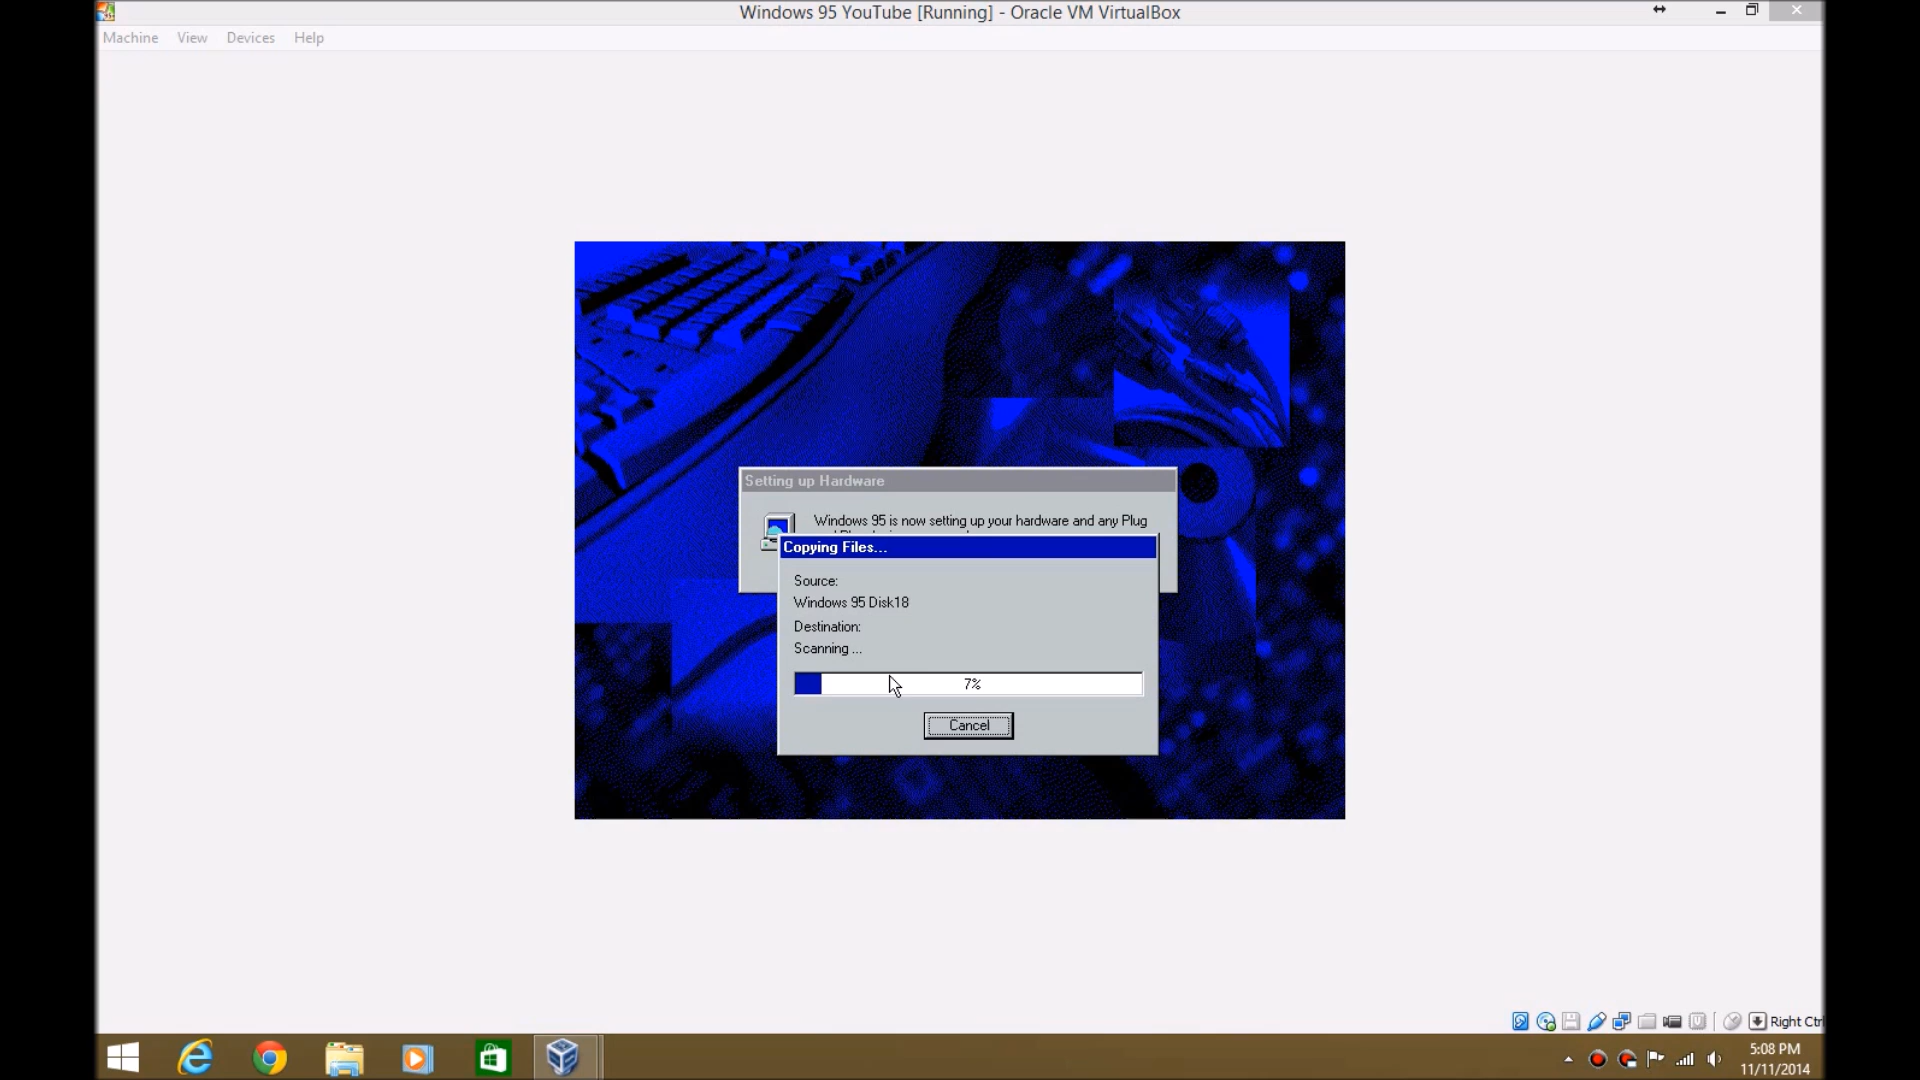 Windows 95 YouTube [Running] - Oracle VM VirtualBox
Machine View Devices Help
Setting up Hardware
Windows 95 is now setting up your hardware and any Plug
Copying Files...
Source:
Windows 95 Disk18
Destination:
Scanning ...
7%
Cancel
Right Ctrl
5:08 PM
11/11/2014